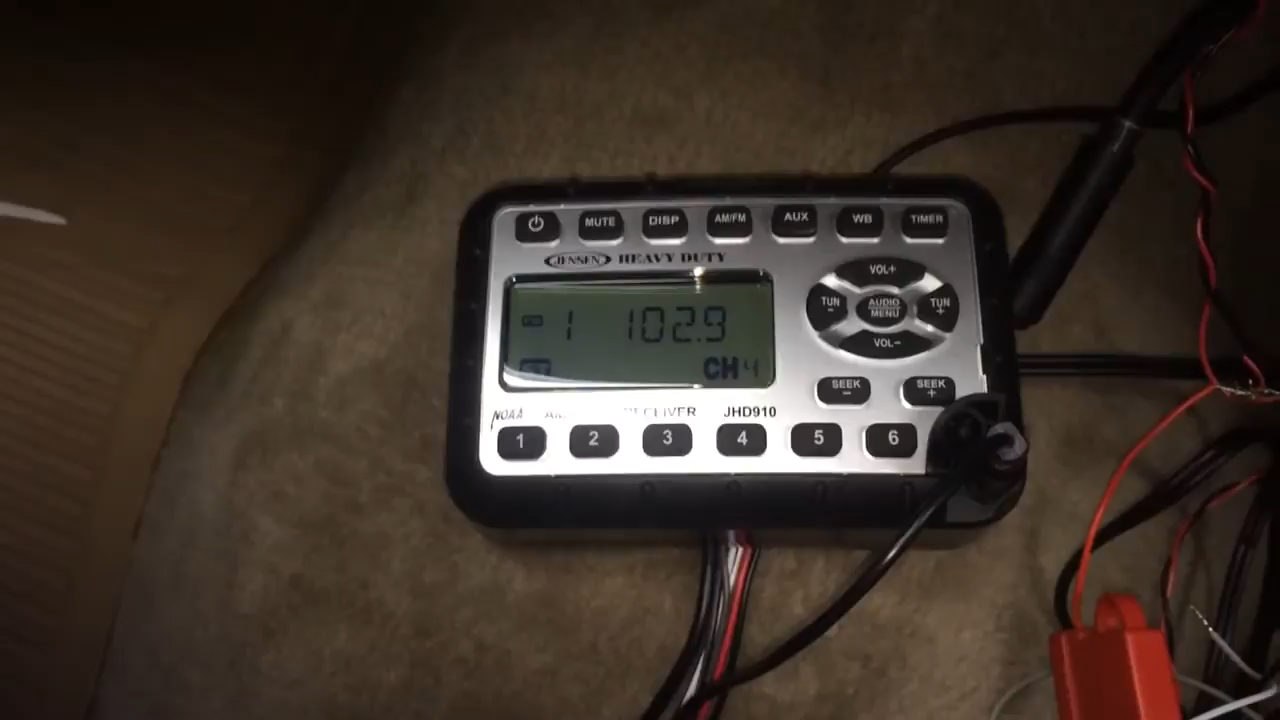 MUTE DISP AM/FM AUX WB TIMER
JENSEN HEAVY DUTY
VOL+
TUN - AUDIO MENU TUN +
VOL-
1 102.9
CH 4
SEEK - SEEK +
NOAA RECEIVER JHD910
1 2 3 4 5 6